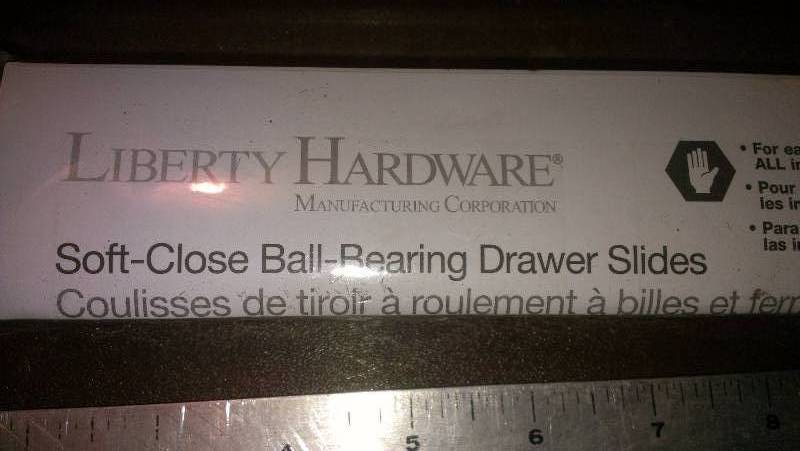 LIBERTY HARDWARE®
MANUFACTURING CORPORATION
Soft-Close Ball-Bearing Drawer Slides
Coulisses de tiroir à roulement à billes et
• For
ALL
• Pour
les
• Para
las
4 5 6 7 8